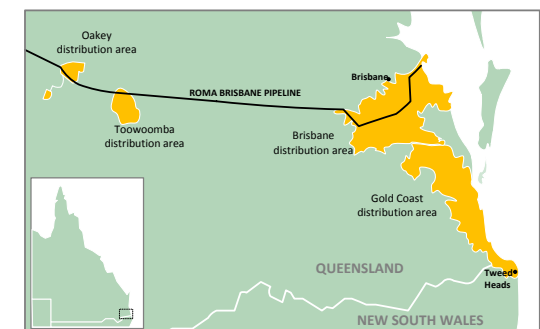 Oakey
distribution area
Brisbane
ROMA BRISBANE PIPELINE
Toowoomba
distribution area
Brisbane
distribution area
Gold Coast
distribution area
QUEENSLAND
Tweed
Heads
NEW SOUTH WALES